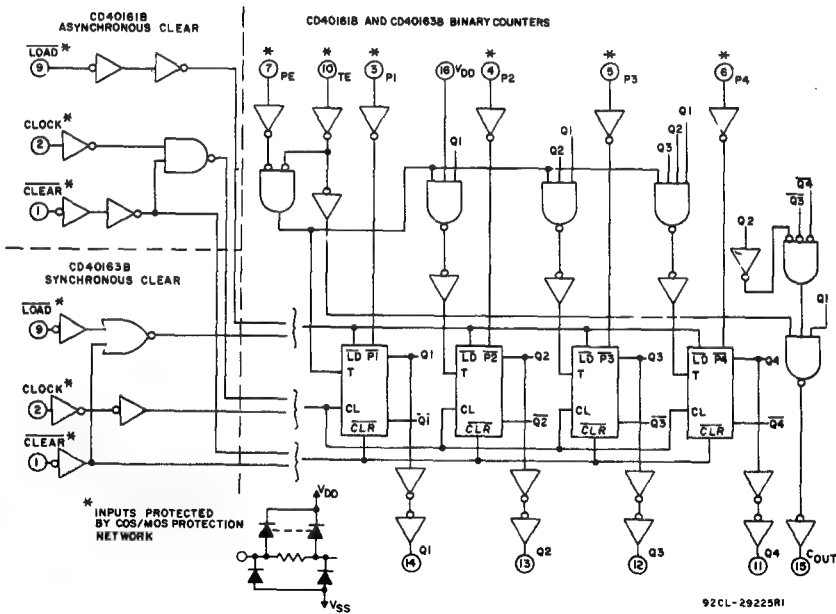 CD40161B
ASYNCHRONOUS CLEAR
CD40161B AND CD40163B BINARY COUNTERS
LOAD *
9
CLOCK *
2
CLEAR *
1
CD40163B
SYNCHRONOUS CLEAR
LOAD *
9
CLOCK *
2
CLEAR *
1
* * * * * *
7 PE
10 TE
3 P1
16 VDD
4 P2
5 P3
6 P4
Q1
Q2
Q1
Q3
Q2
Q1
Q2
Q3
Q4
Q1
LD P1
T
CL
CLR
Q1
Q1
LD P2
T
CL
CLR
Q2
Q2
LD P3
T
CL
CLR
Q3
Q3
LD P4
T
CL
CLR
Q4
Q4
* INPUTS PROTECTED
BY COS/MOS PROTECTION
NETWORK
VDD
VSS
Q1
14
Q2
13
Q3
12
Q4
11
COUT
15
92CL-29225R1